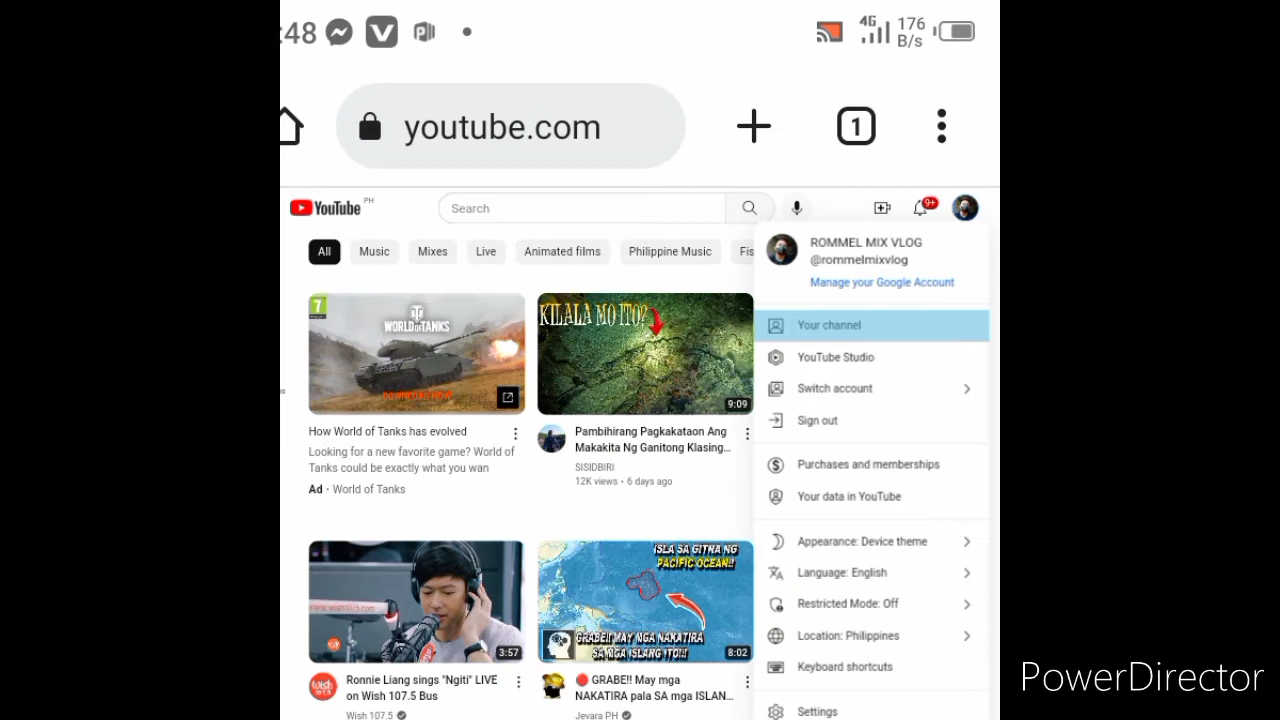 :48
4G 176 B/s
youtube.com
1
YouTube PH
Search
9+
All Music Mixes Live Animated films Philippine Music Fis
ROMMEL MIX VLOG
@rommelmixvlog
Manage your Google Account
Your channel
YouTube Studio
Switch account
Sign out
Purchases and memberships
Your data in YouTube
Appearance: Device theme
Language: English
Restricted Mode: Off
Location: Philippines
Keyboard shortcuts
Settings
7
WORLD OF TANKS
DOWNLOAD NOW
How World of Tanks has evolved
Looking for a new favorite game? World of
Tanks could be exactly what you want
Ad · World of Tanks
KILALA MO ITO?
9:09
Pambihirang Pagkakataon Ang
Makakita Ng Ganitong Klasing...
SISIDBIRI
12K views • 6 days ago
www.wish1075.com
wish
3:57
Ronnie Liang sings "Ngiti" LIVE
on Wish 107.5 Bus
Wish 107.5
ISLA SA GITNA NG
PACIFIC OCEAN!!
GRABE!! MAY MGA NAKATIRA
SA MGA ISLANG ITO!!!
8:02
GRABE!! May mga
NAKATIRA pala SA mga ISLAN...
Jevara PH
PowerDirector